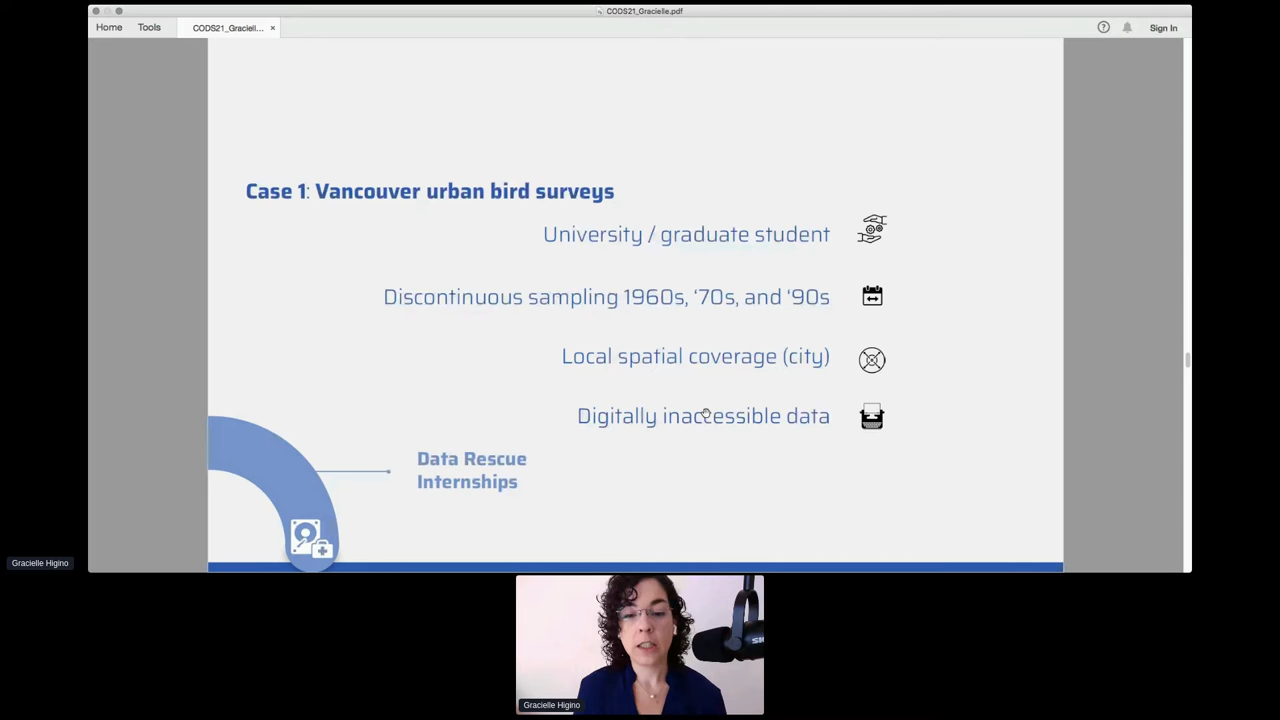 CODS21_Gracielle.pdf
Home
Tools
CODS21_Graciell...
Sign In
Case 1: Vancouver urban bird surveys
University / graduate student
Discontinuous sampling 1960s, ‘70s, and ‘90s
Local spatial coverage (city)
Digitally inaccessible data
Data Rescue
Internships
Gracielle Higino
Gracielle Higino